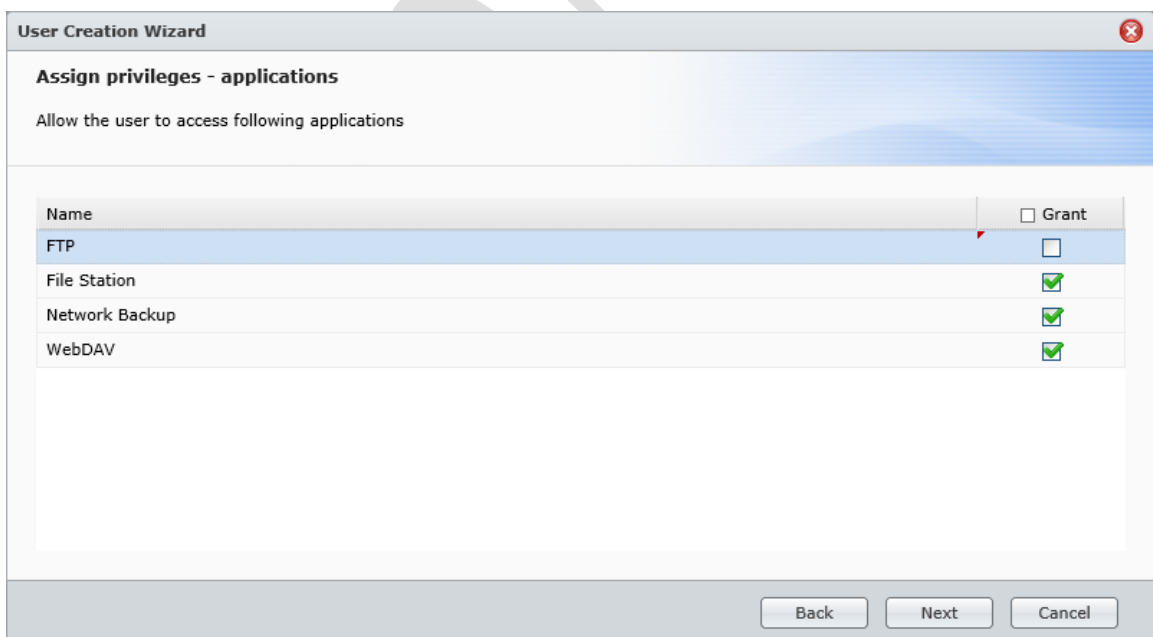 User Creation Wizard
Assign privileges - applications
Allow the user to access following applications
Name Grant
FTP
File Station
Network Backup
WebDAV
Back Next Cancel